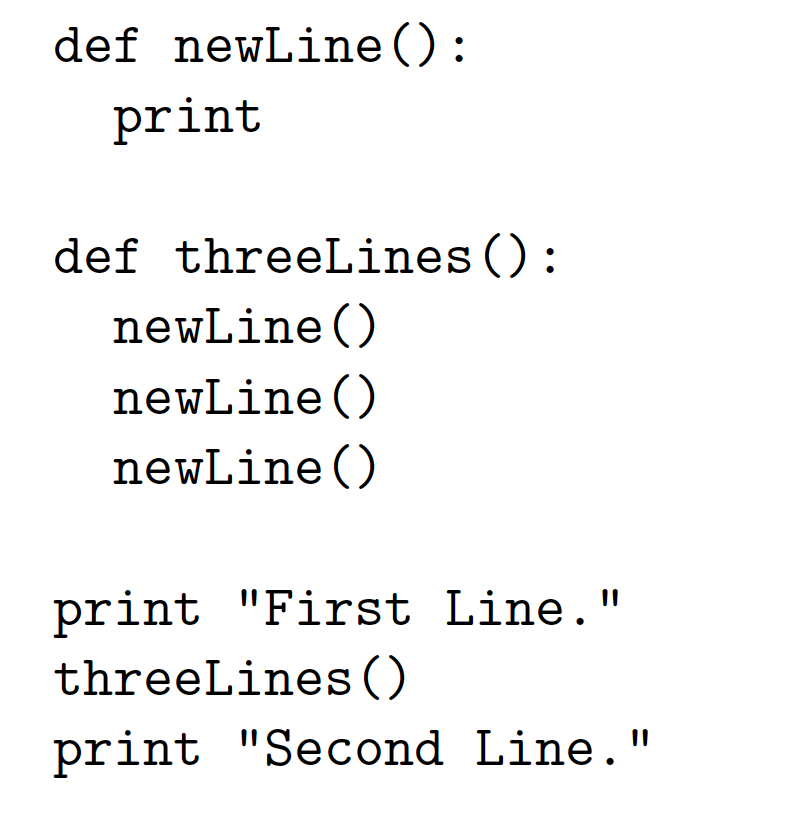 def newLine():
  print

def threeLines():
  newLine()
  newLine()
  newLine()

print "First Line."
threeLines()
print "Second Line."